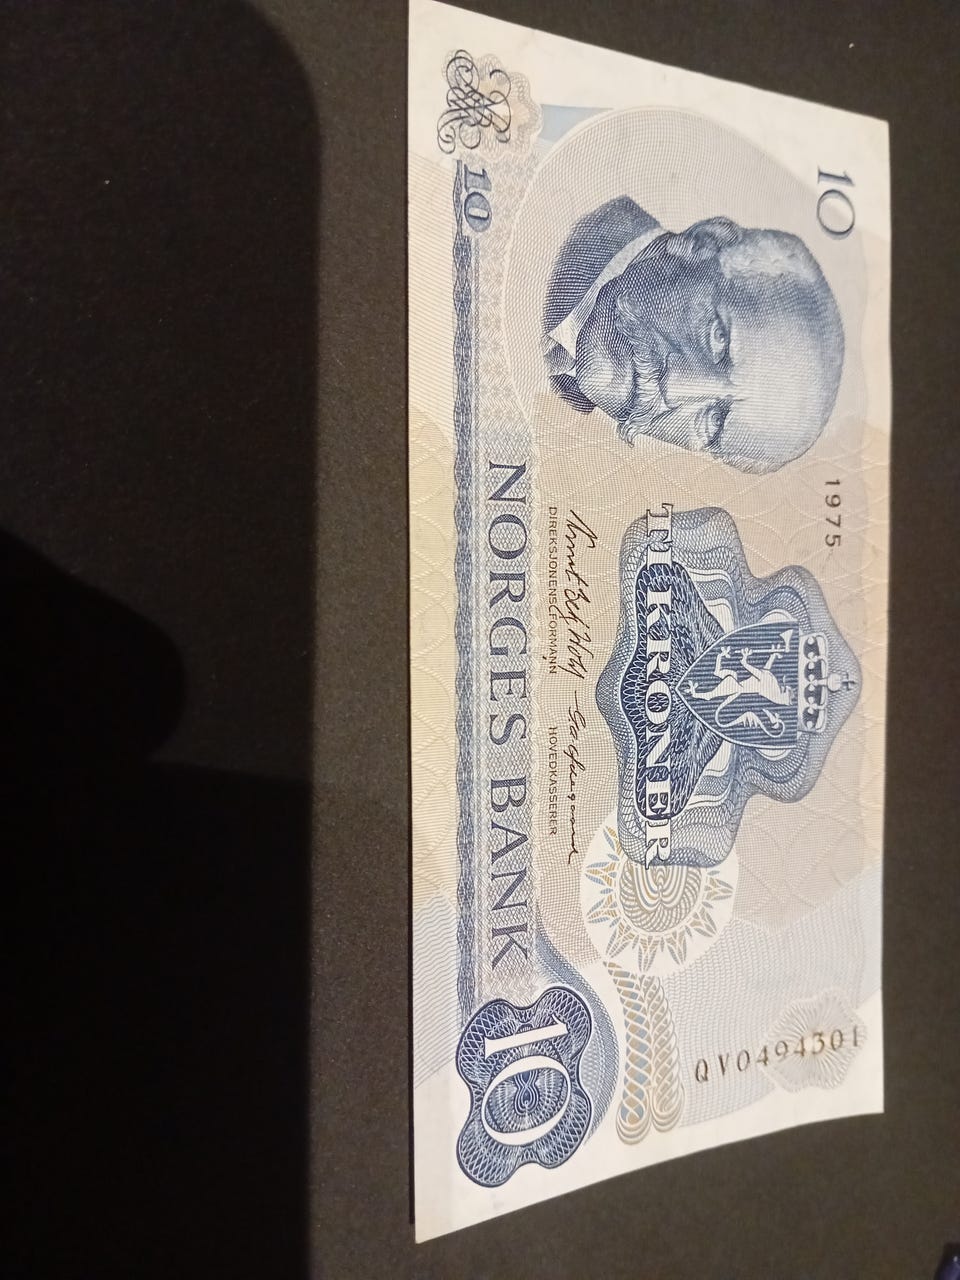 10
1975
TI KRONER
QV0494301
DIREKSJONENS FORMANN
HOVEDKASSERER
10
NORGES BANK
10